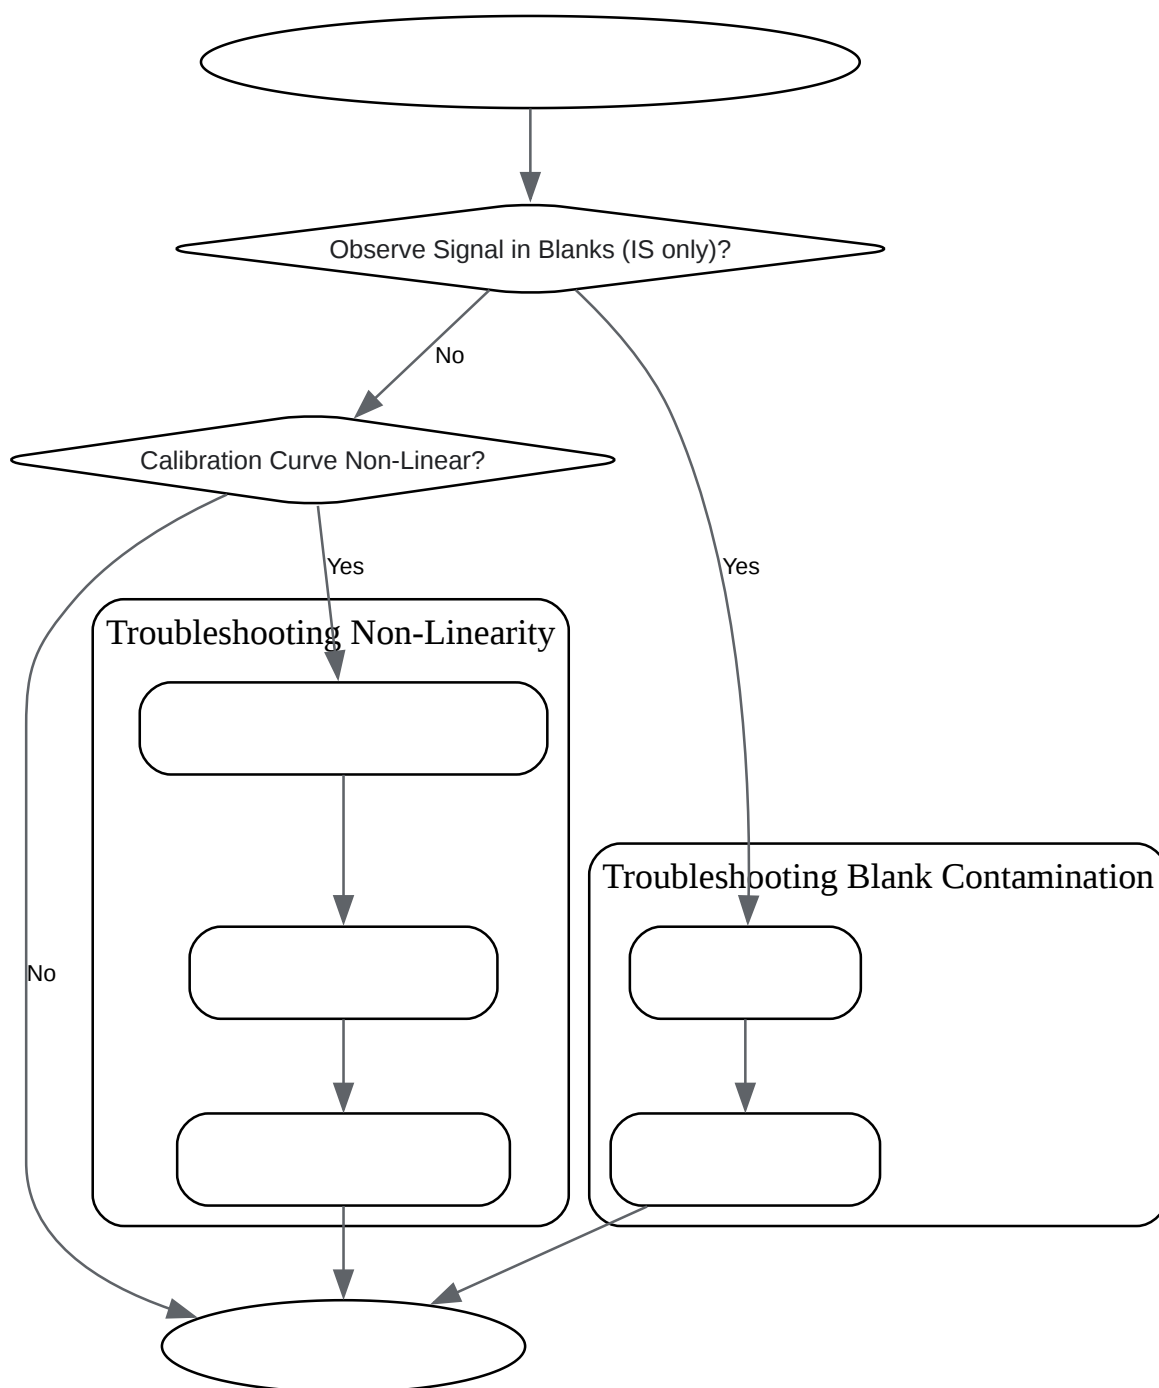 Observe Signal in Blanks (IS only)?
No
Calibration Curve Non-Linear?
Yes
Yes
Troubleshooting Non-Linearity
Troubleshooting Blank Contamination
No